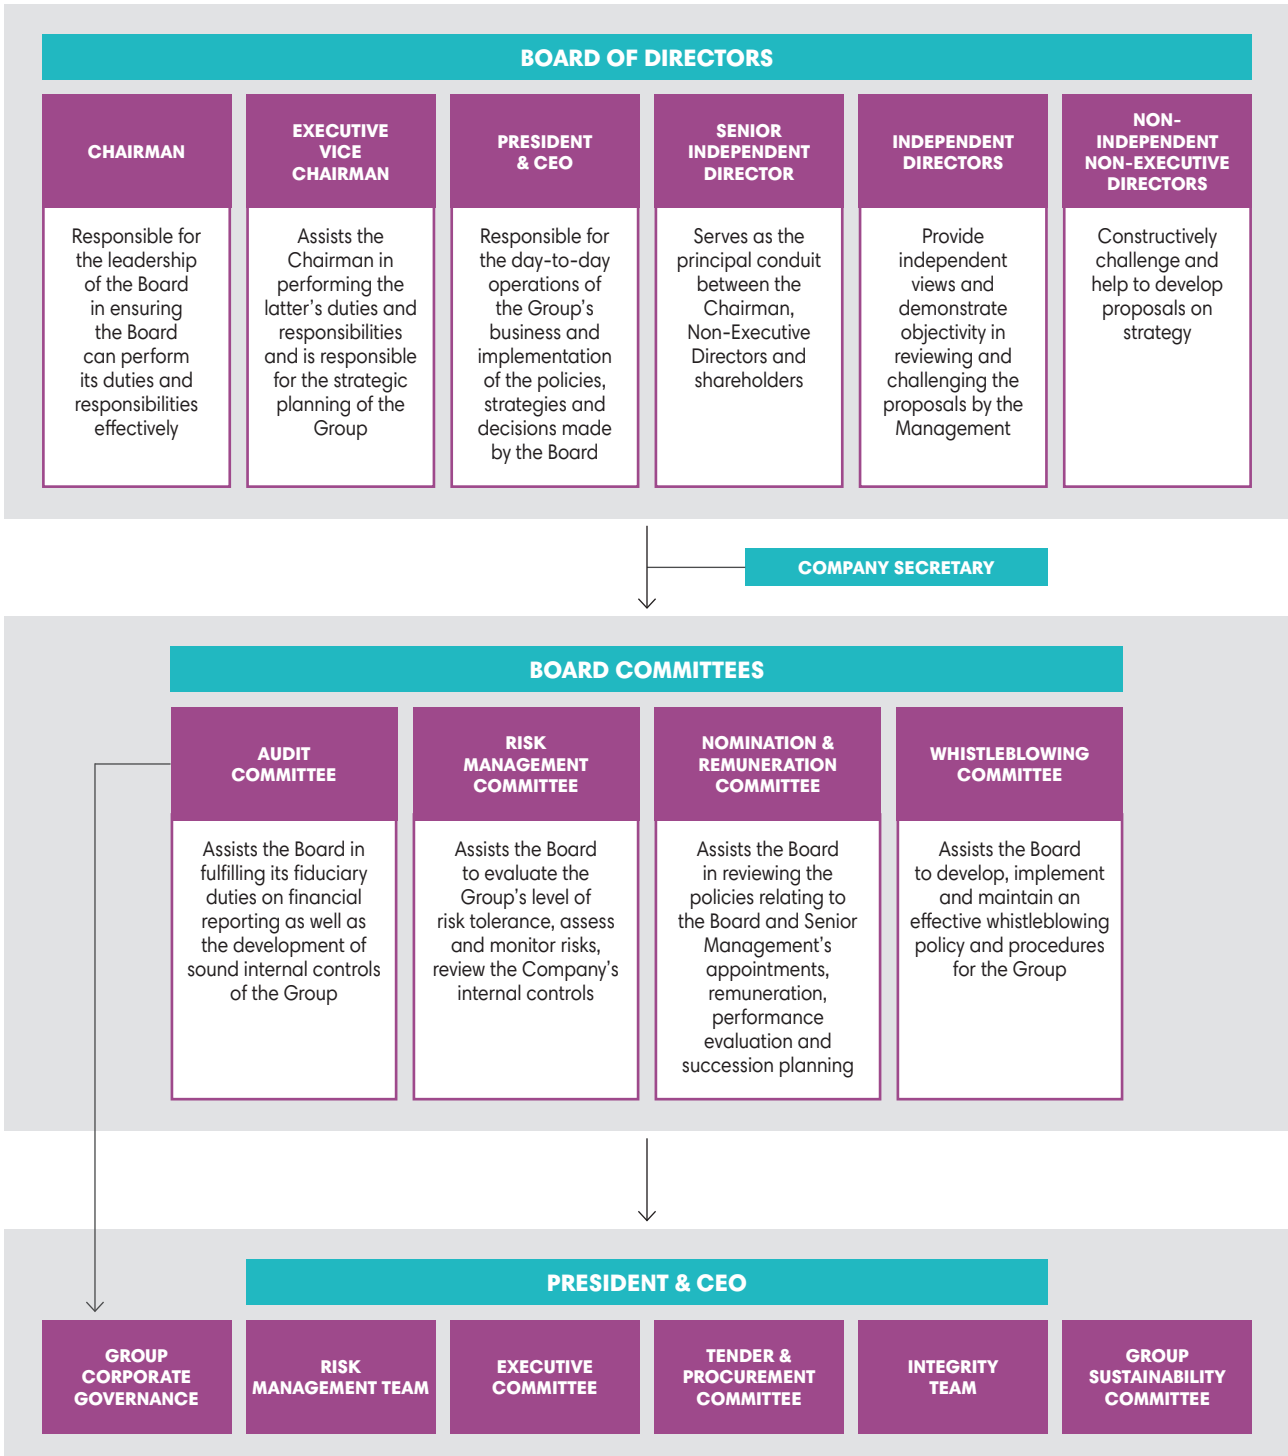 BOARD OF DIRECTORS
CHAIRMAN
Responsible for
the leadership
of the Board
in ensuring
the Board
can perform
its duties and
responsibilities
effectively
EXECUTIVE
VICE
CHAIRMAN
Assists the
Chairman in
performing the
latter's duties and
responsibilities
and is responsible
for the strategic
planning of the
Group
PRESIDENT
& CEO
Responsible for
the day-to-day
operations of
the Group's
business and
implementation
of the policies,
strategies and
decisions made
by the Board
SENIOR
INDEPENDENT
DIRECTOR
Serves as the
principal conduit
between the
Chairman,
Non-Executive
Directors and
shareholders
INDEPENDENT
DIRECTORS
Provide
independent
views and
demonstrate
objectivity in
reviewing and
challenging the
proposals by the
Management
NON-
INDEPENDENT
NON-EXECUTIVE
DIRECTORS
Constructively
challenge and
help to develop
proposals on
strategy
COMPANY SECRETARY
BOARD COMMITTEES
AUDIT
COMMITTEE
Assists the Board in
fulfilling its fiduciary
duties on financial
reporting as well as
the development of
sound internal controls
of the Group
RISK
MANAGEMENT
COMMITTEE
Assists the Board
to evaluate the
Group's level of
risk tolerance, assess
and monitor risks,
review the Company's
internal controls
NOMINATION &
REMUNERATION
COMMITTEE
Assists the Board
in reviewing the
policies relating to
the Board and Senior
Management's
appointments,
remuneration,
performance
evaluation and
succession planning
WHISTLEBLOWING
COMMITTEE
Assists the Board
to develop, implement
and maintain an
effective whistleblowing
policy and procedures
for the Group
PRESIDENT & CEO
GROUP
CORPORATE
GOVERNANCE
RISK
MANAGEMENT TEAM
EXECUTIVE
COMMITTEE
TENDER &
PROCUREMENT
COMMITTEE
INTEGRITY
TEAM
GROUP
SUSTAINABILITY
COMMITTEE